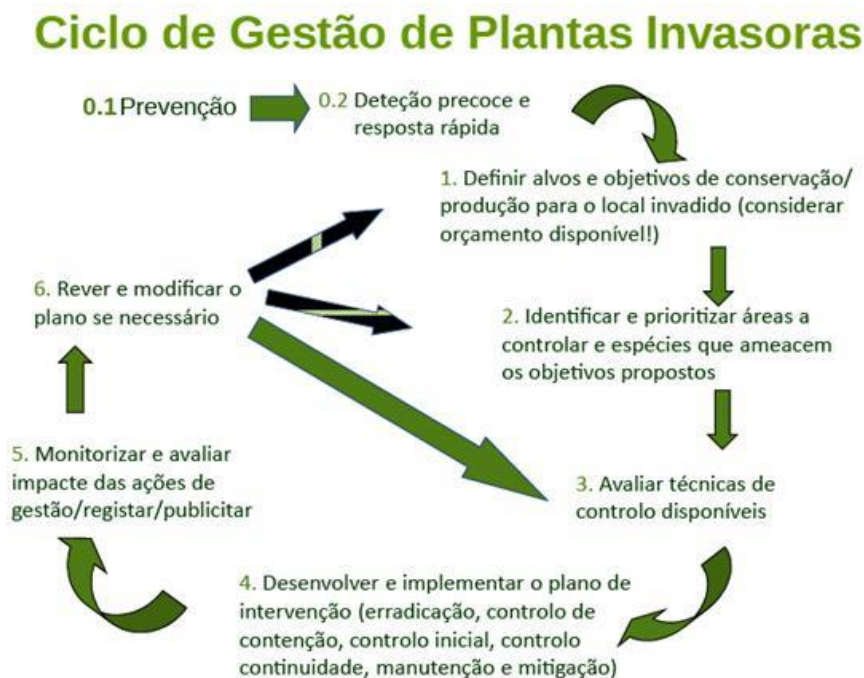 Ciclo de Gestão de Plantas Invasoras
0.1 Prevenção
0.2 Deteção precoce e
resposta rápida
1. Definir alvos e objetivos de conservação/
produção para o local invadido (considerar
orçamento disponível!)
2. Identificar e prioritizar áreas a
controlar e espécies que ameacem
os objetivos propostos
3. Avaliar técnicas de
controlo disponíveis
4. Desenvolver e implementar o plano de
intervenção (erradicação, controlo de
contenção, controlo inicial, controlo
continuidade, manutenção e mitigação)
5. Monitorizar e avaliar
impacte das ações de
gestão/registar/publicitar
6. Rever e modificar o
plano se necessário